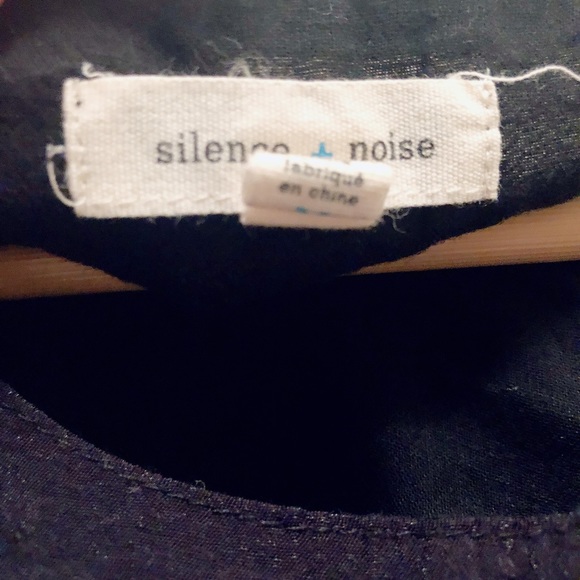 silence + noise
fabriqué
en chine